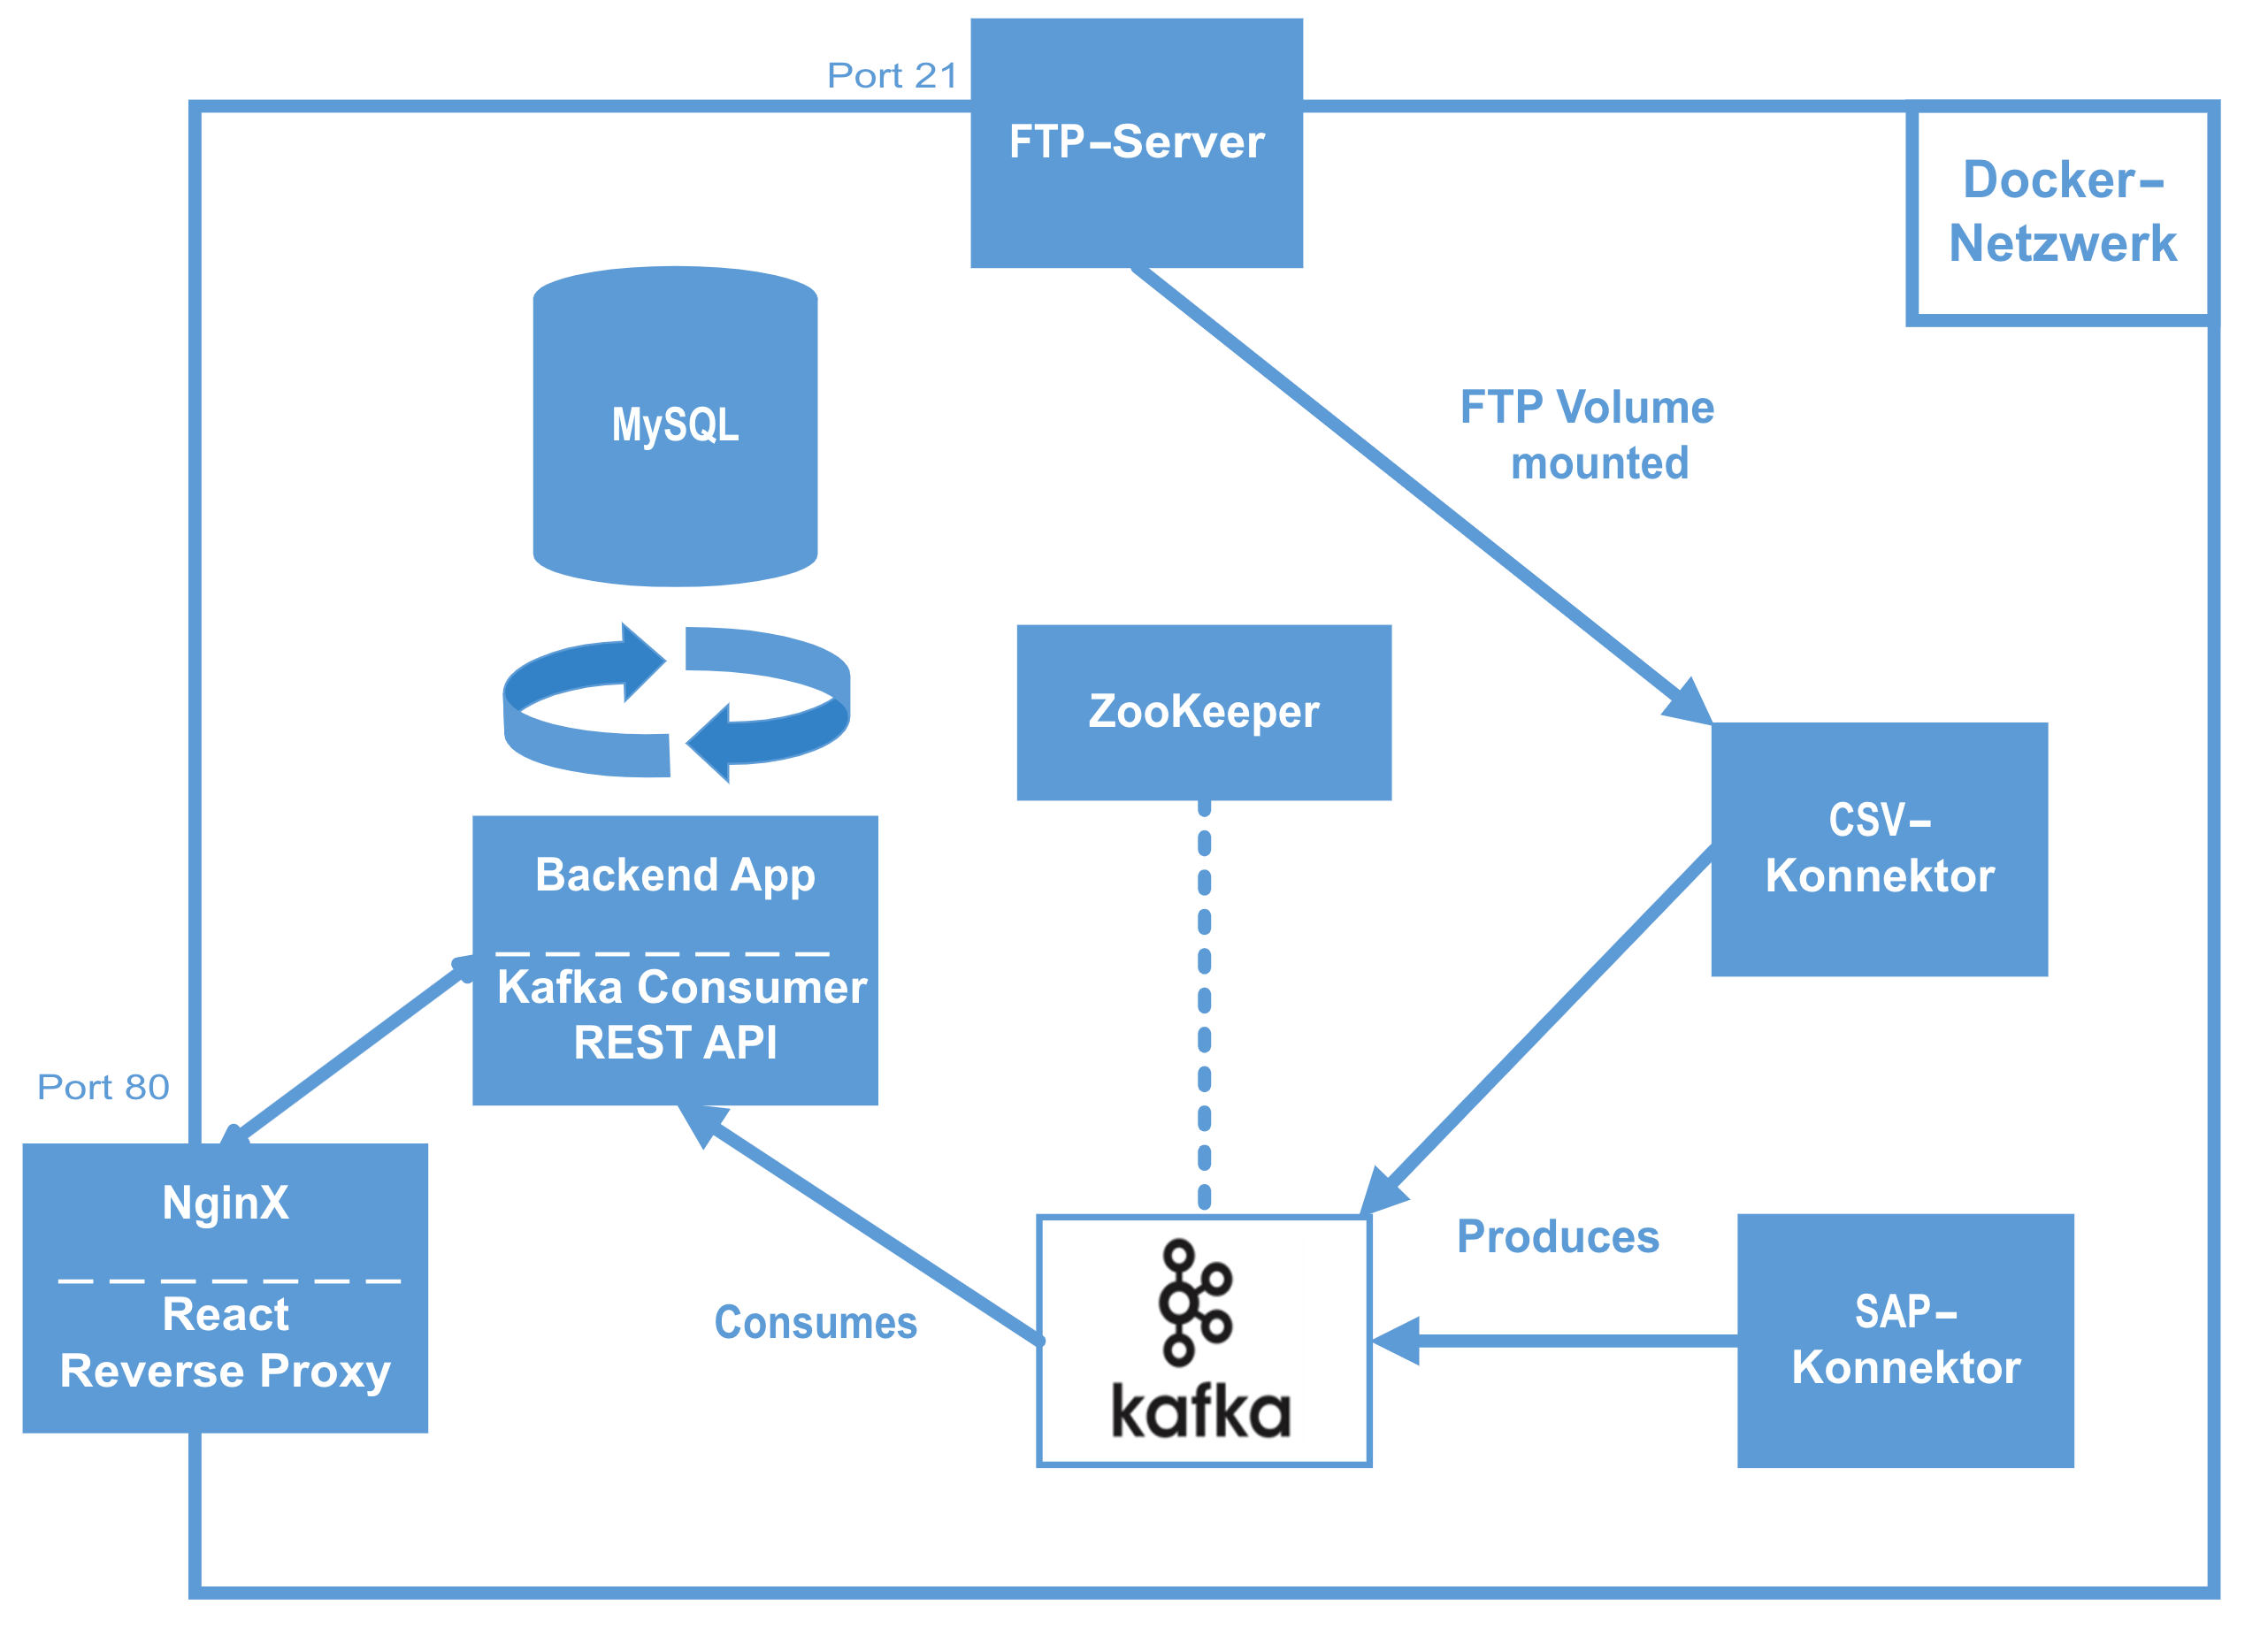 Port 21
FTP-Server
Docker-
Netzwerk
MySQL
FTP Volume
mounted
ZooKeeper
CSV-
Konnektor
Backend App
Kafka Consumer
REST API
Port 80
NginX
React
Reverse Proxy
Consumes
kafka
Produces
SAP-
Konnektor